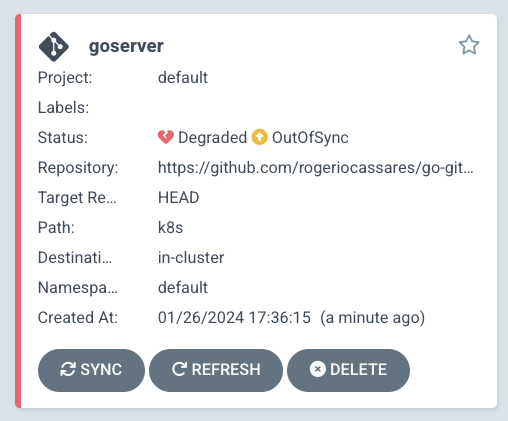 goserver
Project: default
Labels:
Status: Degraded OutOfSync
Repository: https://github.com/rogeriocassares/go-git…
Target Re… HEAD
Path: k8s
Destinati… in-cluster
Namespa… default
Created At: 01/26/2024 17:36:15 (a minute ago)
SYNC REFRESH DELETE